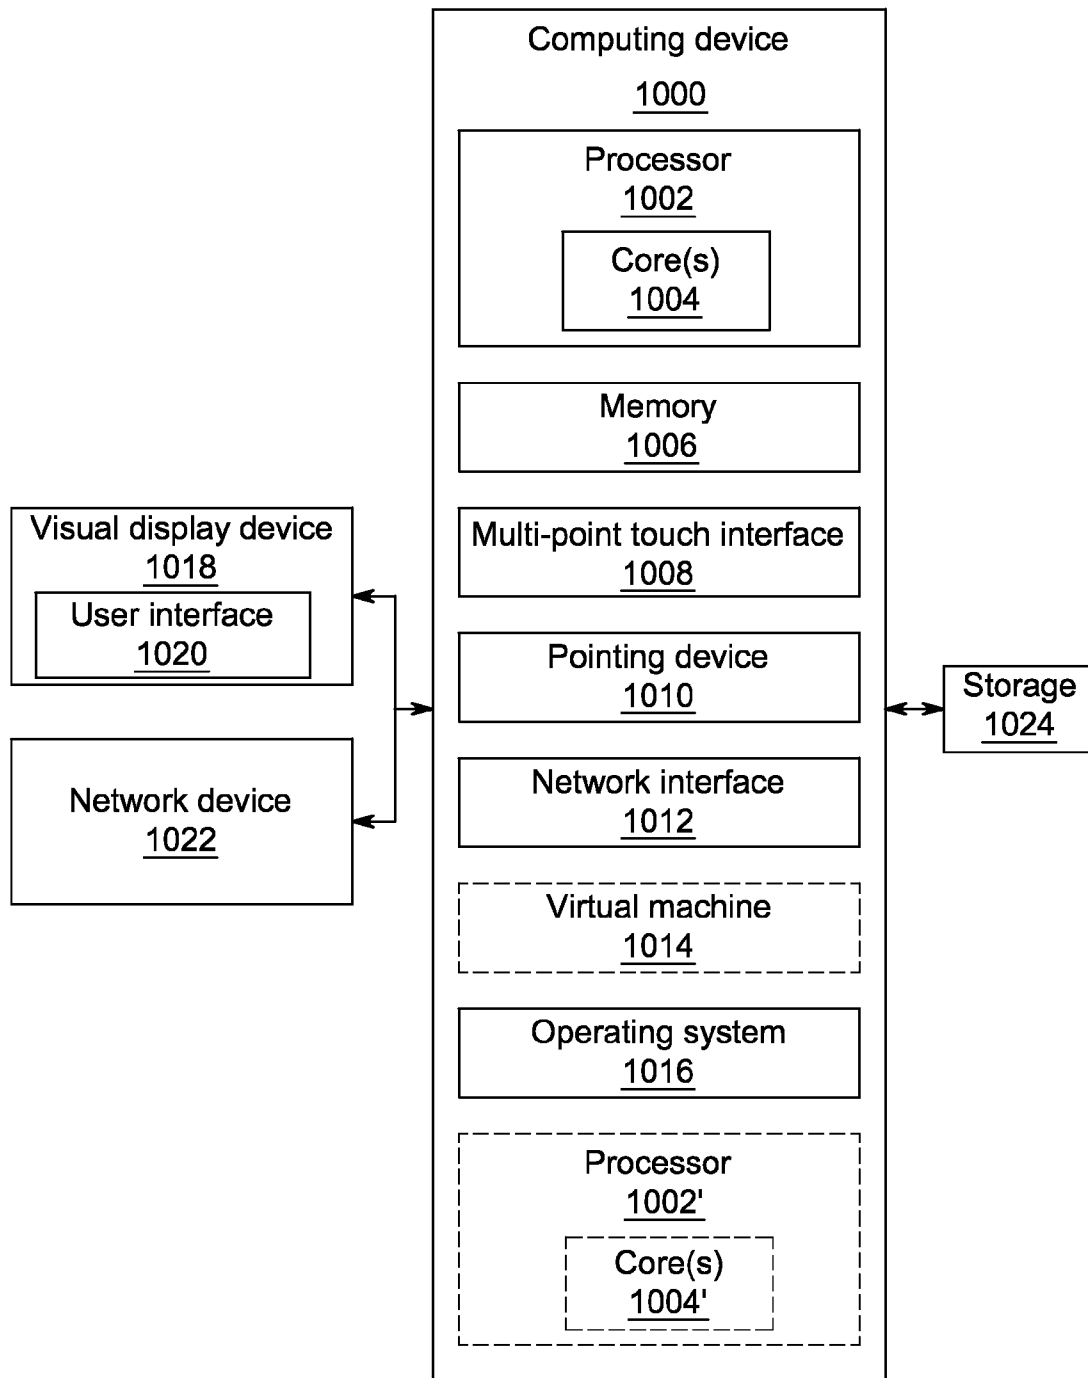 Computing device
1000
Processor
1002
Core(s)
1004
Memory
1006
Multi-point touch interface
1008
Pointing device
1010
Network interface
1012
Virtual machine
1014
Operating system
1016
Processor
1002'
Core(s)
1004'
Visual display device
1018
User interface
1020
Network device
1022
Storage
1024